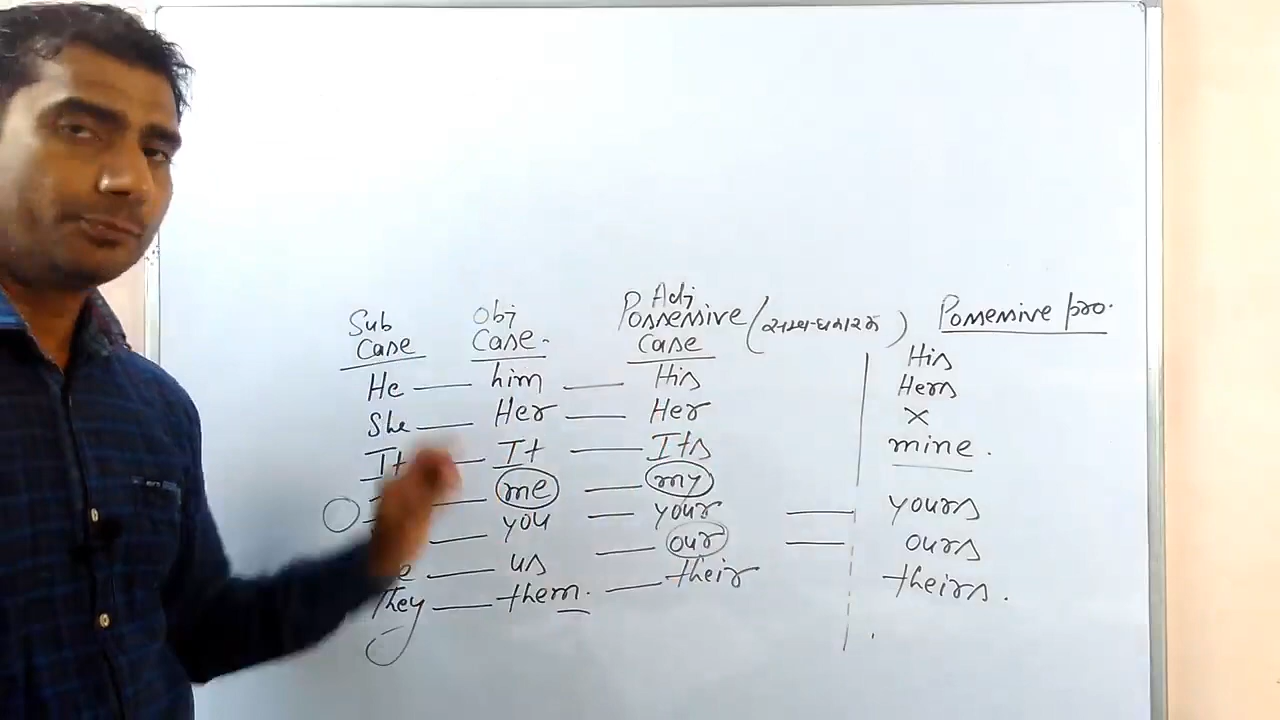 Sub Case
Obj Case.
Adj Possessive Case
Possessive pro.
He — him — His
His
She — Her — Her
Hers
It — It — Its
×
me — my
mine.
you — your
yours
us — our
ours
They — them. — their
theirs.